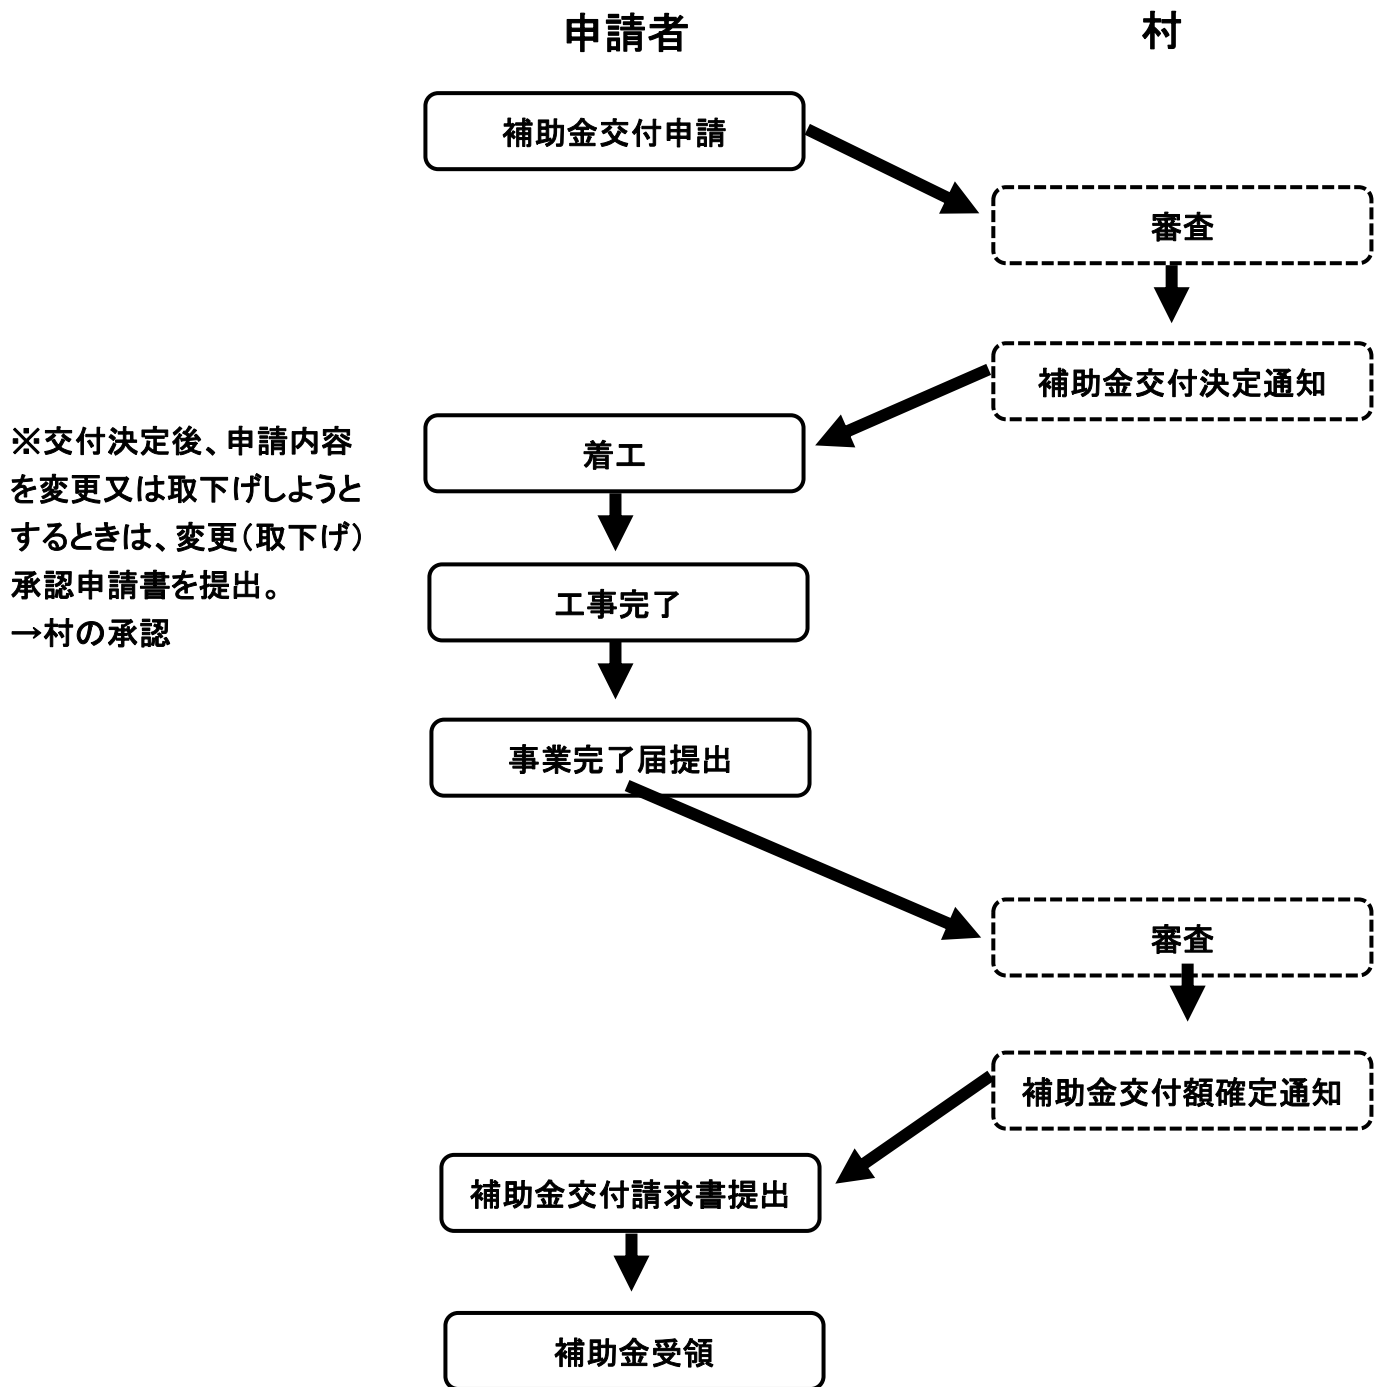 申請者
村
補助金交付申請
審査
補助金交付決定通知
着工
※交付決定後、申請内容
を変更又は取下げしようと
するときは、変更（取下げ）
承認申請書を提出。
→村の承認
工事完了
事業完了届提出
審査
補助金交付額確定通知
補助金交付請求書提出
補助金受領